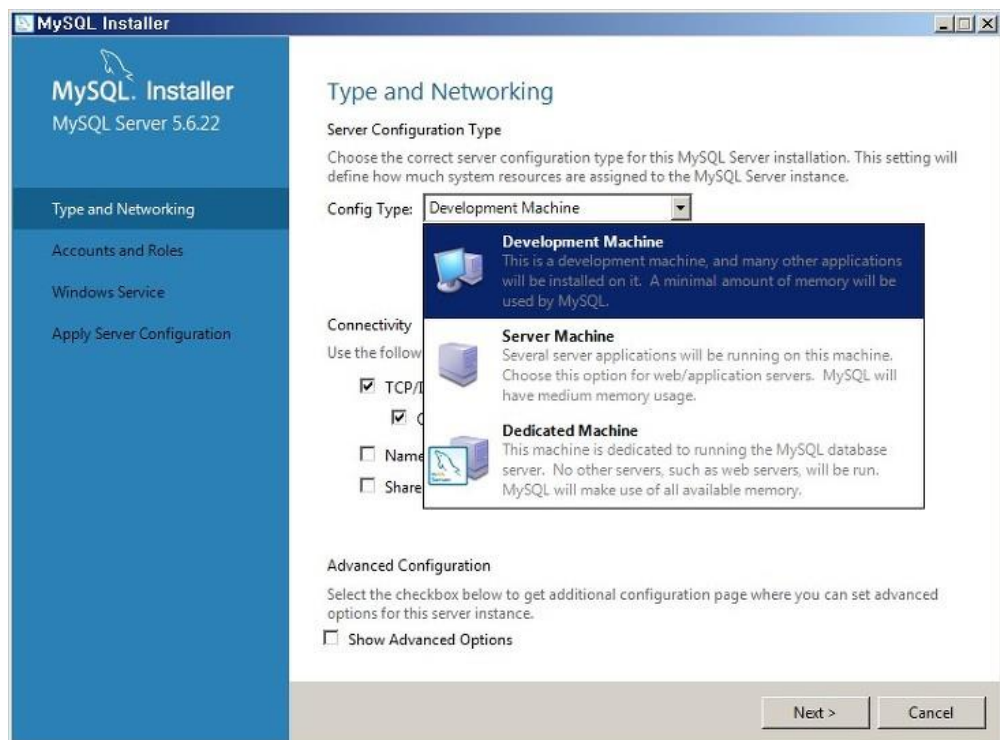 MySQL Installer
MySQL. Installer
MySQL Server 5.6.22
Type and Networking
Accounts and Roles
Windows Service
Apply Server Configuration
Type and Networking
Server Configuration Type
Choose the correct server configuration type for this MySQL Server installation. This setting will
define how much system resources are assigned to the MySQL Server instance.
Config Type: Development Machine
Development Machine
This is a development machine, and many other applications
will be installed on it. A minimal amount of memory will be
used by MySQL.
Server Machine
Several server applications will be running on this machine.
Choose this option for web/application servers. MySQL will
have medium memory usage.
Dedicated Machine
This machine is dedicated to running the MySQL database
server. No other servers, such as web servers, will be run.
MySQL will make use of all available memory.
Connectivity
Use the follow
TCP/I
Name
Share
Advanced Configuration
Select the checkbox below to get additional configuration page where you can set advanced
options for this server instance.
Show Advanced Options
Next >
Cancel